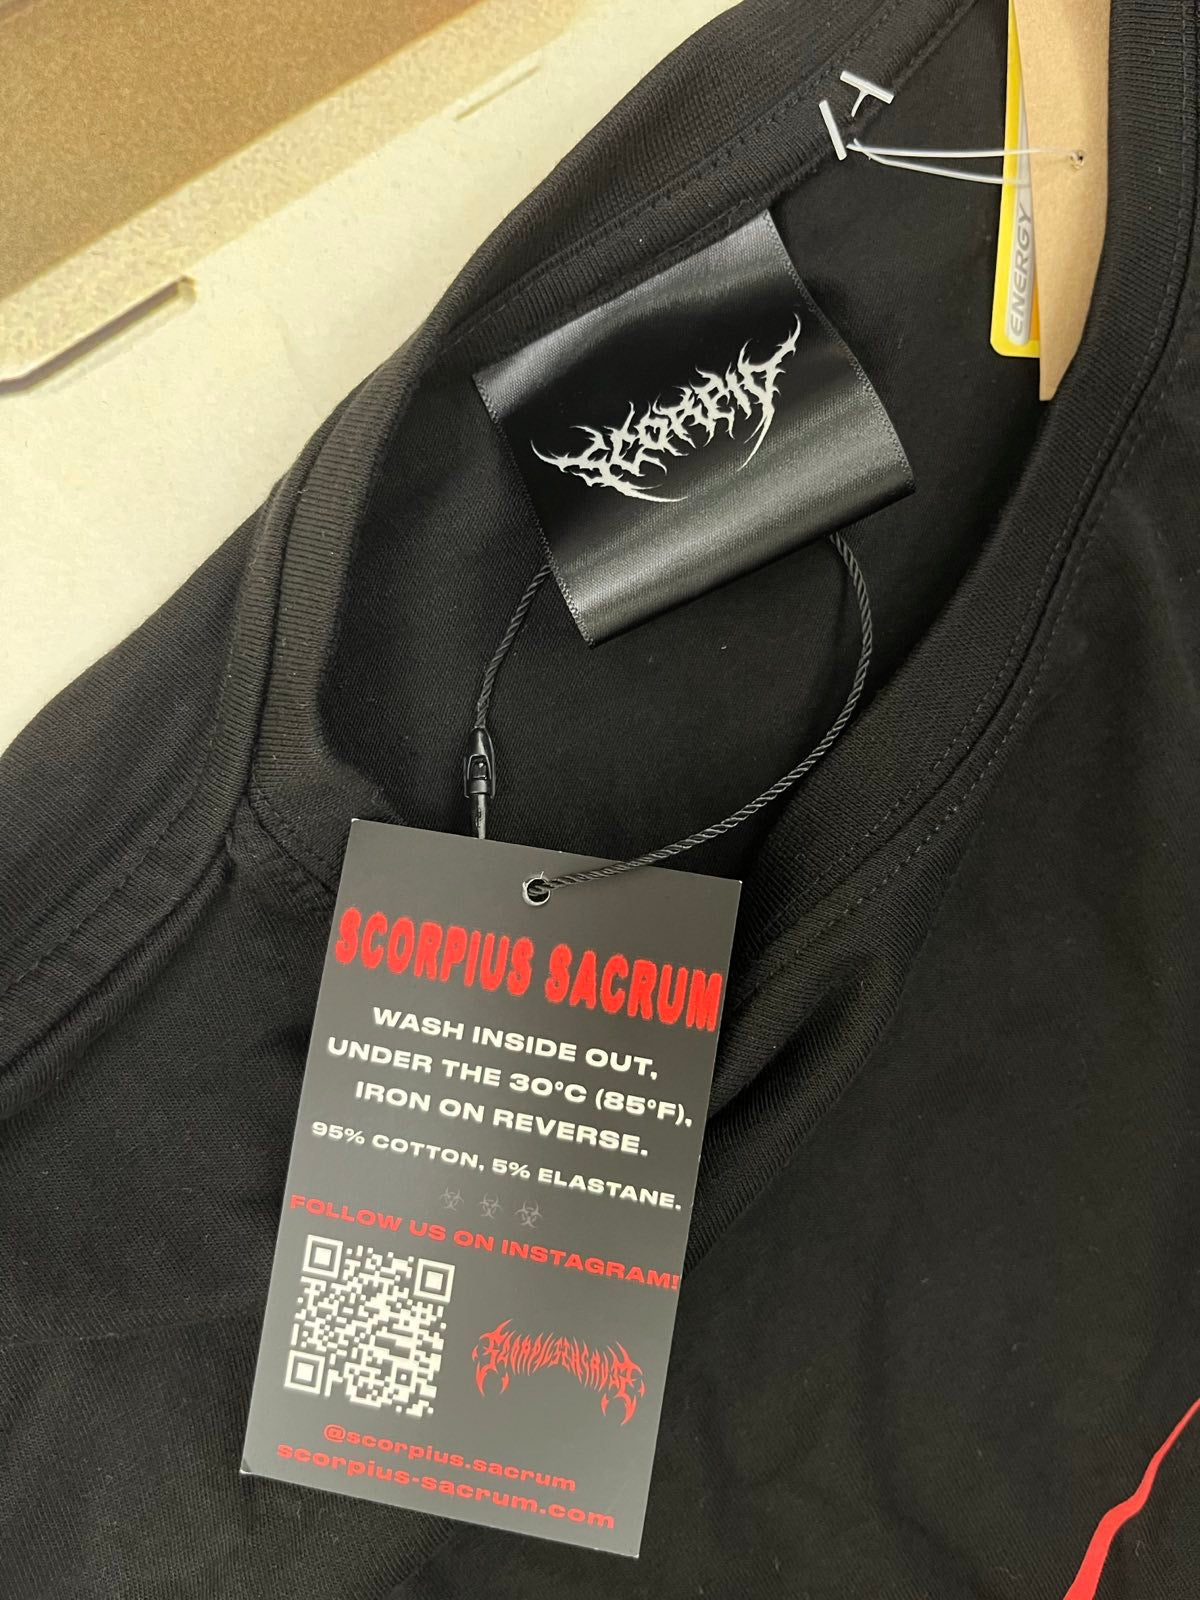 ENERGY
SCORPIO
SCORPIUS SACRUM
WASH INSIDE OUT,
UNDER THE 30°C (85°F),
IRON ON REVERSE.
95% COTTON, 5% ELASTANE.
FOLLOW US ON INSTAGRAM!
@scorpius.sacrum
scorpius-sacrum.com